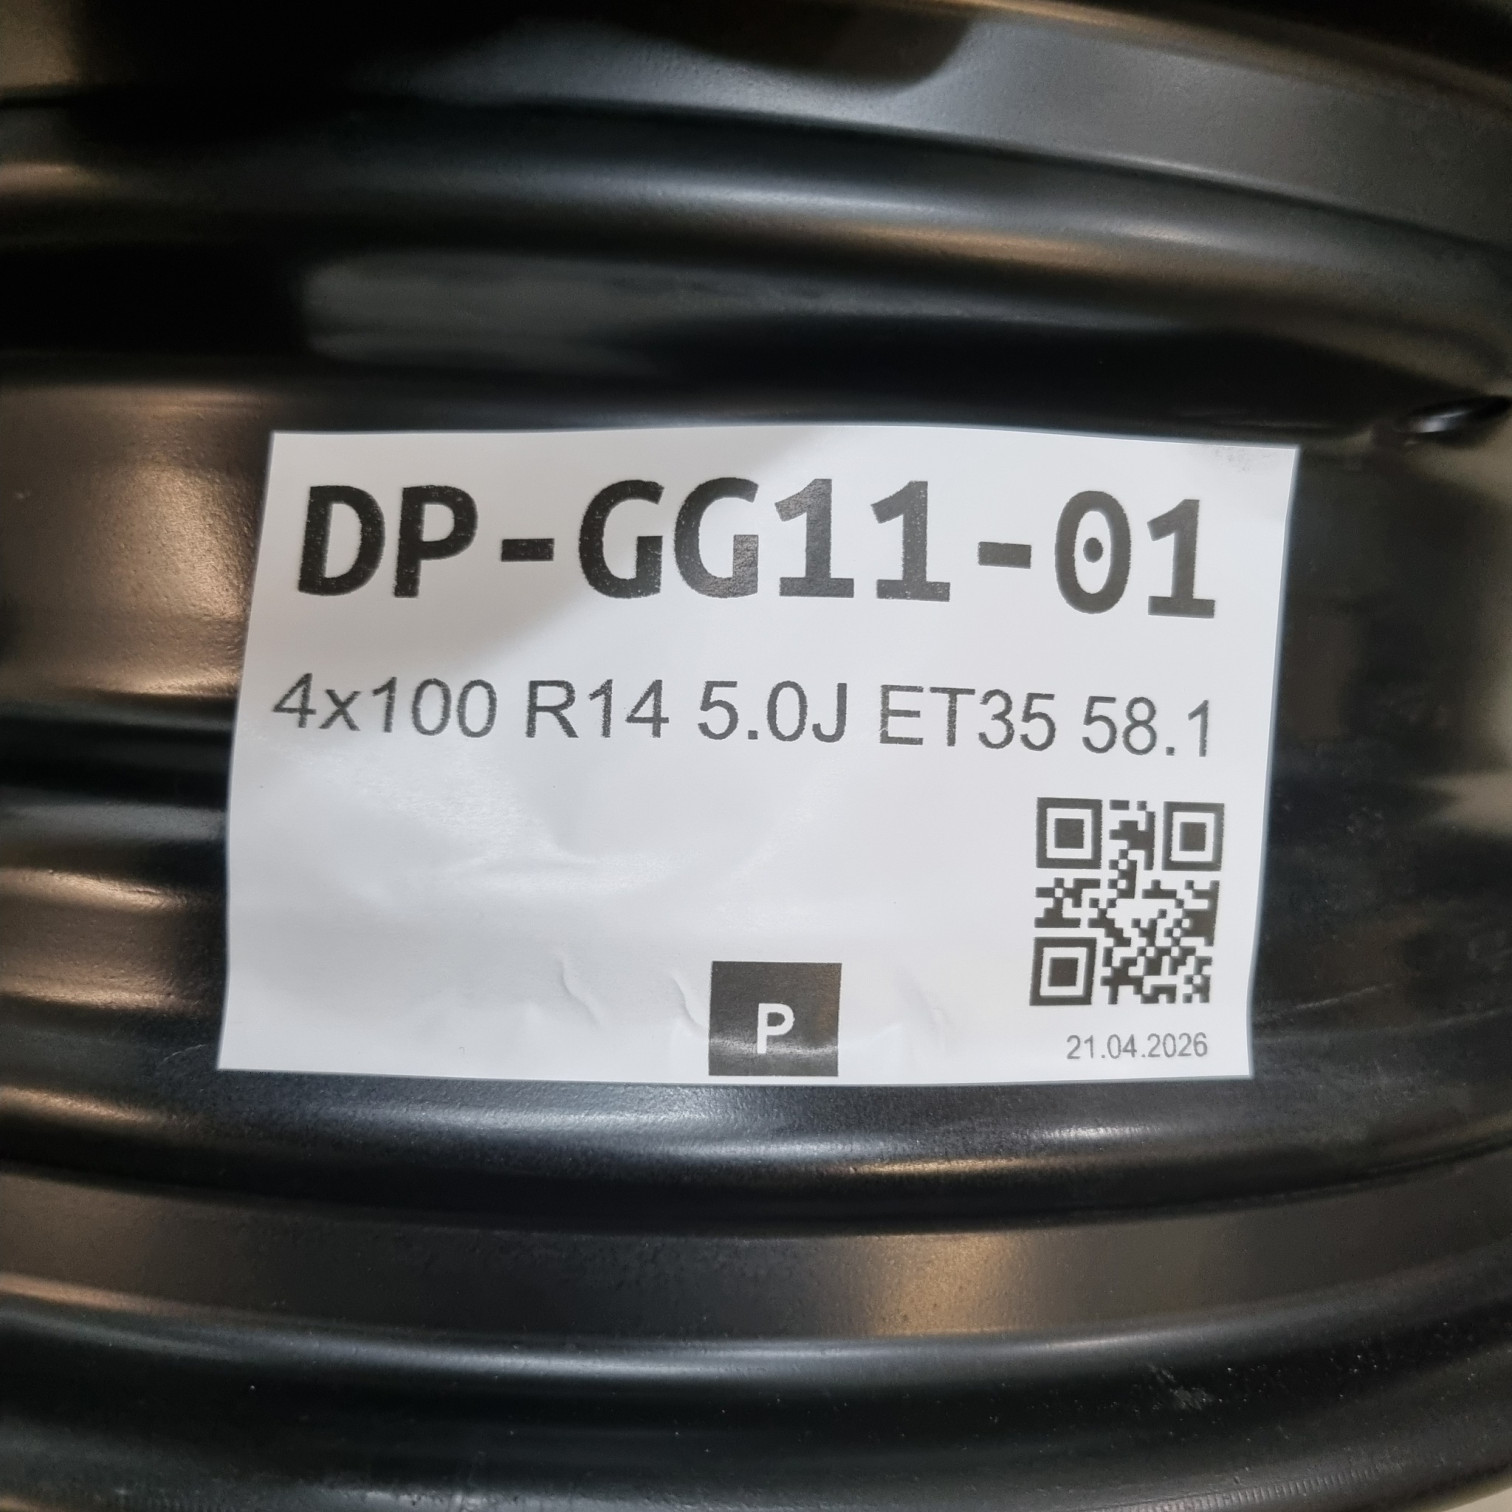 DP-GG11-01
4x100 R14 5.0J ET35 58.1
P
21.04.2026